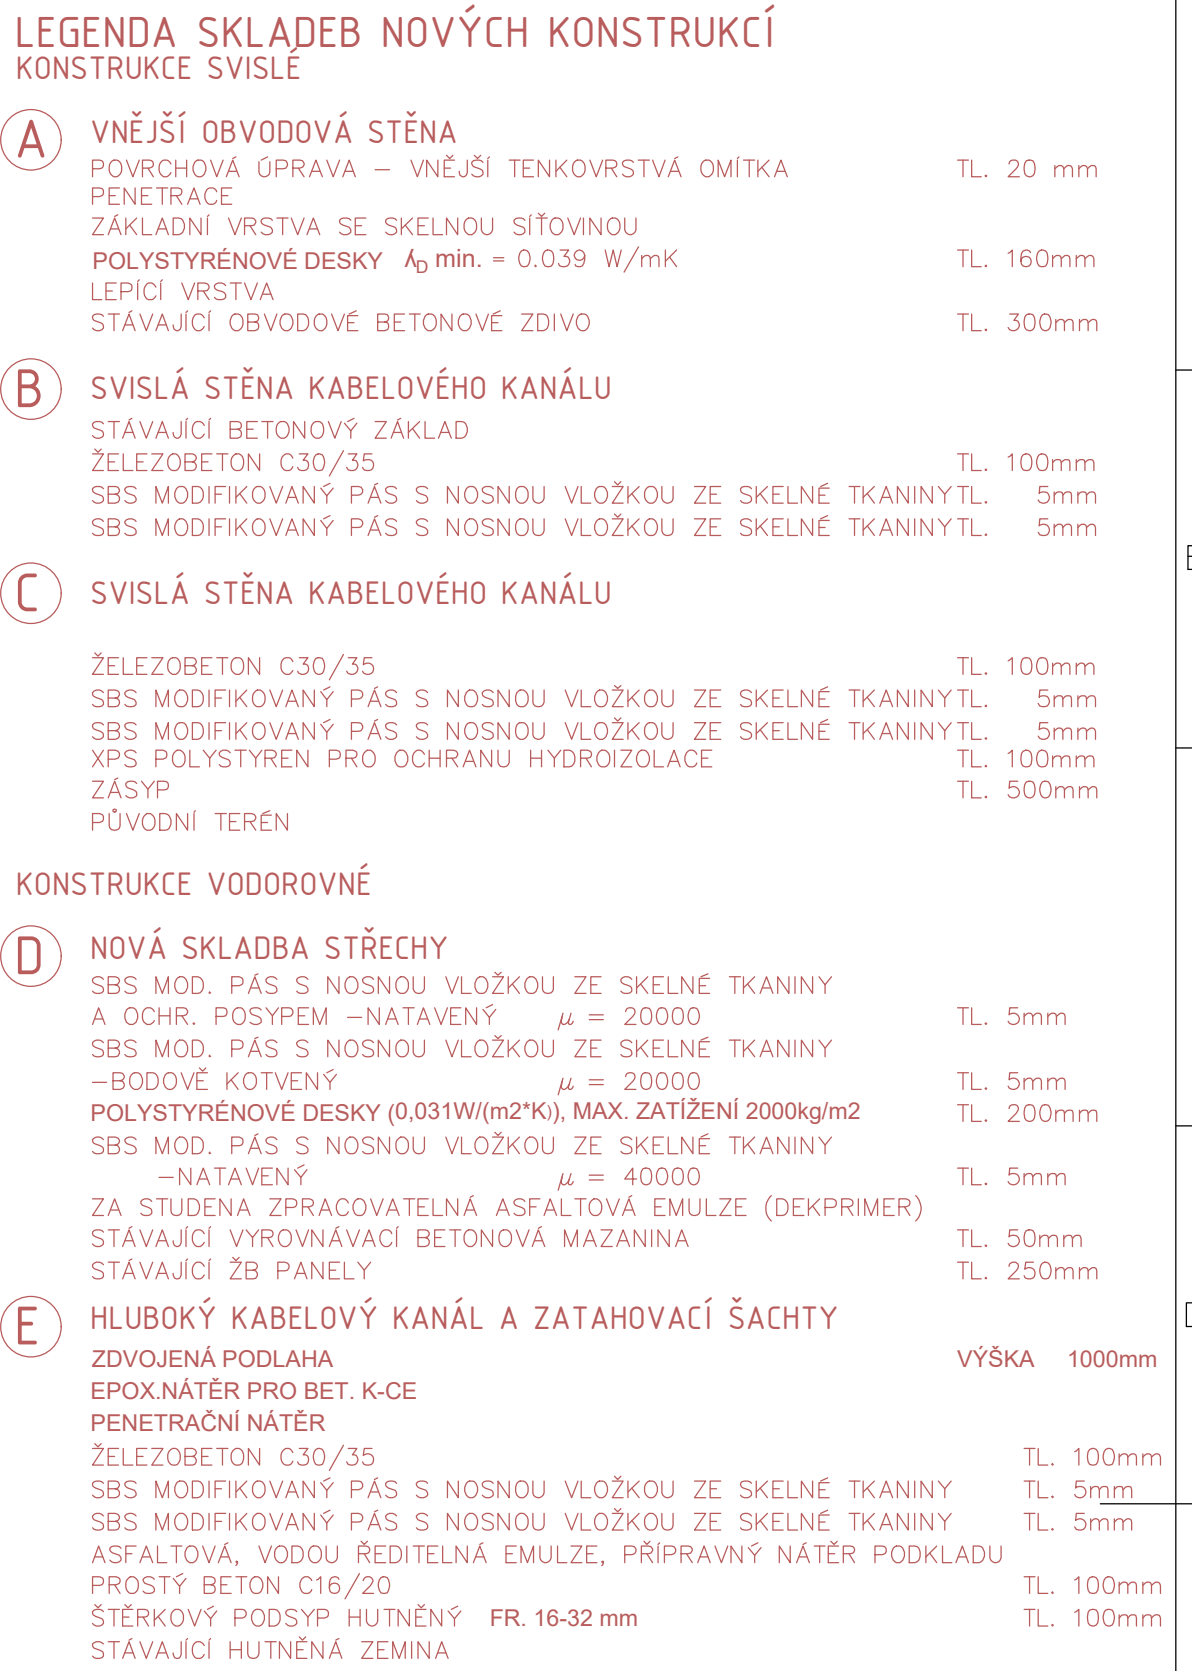 LEGENDA SKLADEB NOVÝCH KONSTRUKCÍ
KONSTRUKCE SVISLÉ
A VNĚJŠÍ OBVODOVÁ STĚNA
POVRCHOVÁ ÚPRAVA – VNĚJŠÍ TENKOVRSTVÁ OMÍTKA TL. 20 mm
PENETRACE
ZÁKLADNÍ VRSTVA SE SKELNOU SÍŤOVINOU
POLYSTYRÉNOVÉ DESKY λD min. = 0.039 W/mK TL. 160mm
LEPÍCÍ VRSTVA
STÁVAJÍCÍ OBVODOVÉ BETONOVÉ ZDIVO TL. 300mm
B SVISLÁ STĚNA KABELOVÉHO KANÁLU
STÁVAJÍCÍ BETONOVÝ ZÁKLAD
ŽELEZOBETON C30/35 TL. 100mm
SBS MODIFIKOVANÝ PÁS S NOSNOU VLOŽKOU ZE SKELNÉ TKANINY TL. 5mm
SBS MODIFIKOVANÝ PÁS S NOSNOU VLOŽKOU ZE SKELNÉ TKANINY TL. 5mm
C SVISLÁ STĚNA KABELOVÉHO KANÁLU
ŽELEZOBETON C30/35 TL. 100mm
SBS MODIFIKOVANÝ PÁS S NOSNOU VLOŽKOU ZE SKELNÉ TKANINY TL. 5mm
SBS MODIFIKOVANÝ PÁS S NOSNOU VLOŽKOU ZE SKELNÉ TKANINY TL. 5mm
XPS POLYSTYREN PRO OCHRANU HYDROIZOLACE TL. 100mm
ZÁSYP TL. 500mm
PŮVODNÍ TERÉN
KONSTRUKCE VODOROVNÉ
D NOVÁ SKLADBA STŘECHY
SBS MOD. PÁS S NOSNOU VLOŽKOU ZE SKELNÉ TKANINY
A OCHR. POSYPEM –NATAVENÝ μ = 20000 TL. 5mm
SBS MOD. PÁS S NOSNOU VLOŽKOU ZE SKELNÉ TKANINY
–BODOVĚ KOTVENÝ μ = 20000 TL. 5mm
POLYSTYRÉNOVÉ DESKY (0,031W/(m2*K)), MAX. ZATÍŽENÍ 2000kg/m2 TL. 200mm
SBS MOD. PÁS S NOSNOU VLOŽKOU ZE SKELNÉ TKANINY
–NATAVENÝ μ = 40000 TL. 5mm
ZA STUDENA ZPRACOVATELNÁ ASFALTOVÁ EMULZE (DEKPRIMER)
STÁVAJÍCÍ VYROVNÁVACÍ BETONOVÁ MAZANINA TL. 50mm
STÁVAJÍCÍ ŽB PANELY TL. 250mm
E HLUBOKÝ KABELOVÝ KANÁL A ZATAHOVACÍ ŠACHTY
ZDVOJENÁ PODLAHA VÝŠKA 1000mm
EPOX.NÁTĚR PRO BET. K-CE
PENETRAČNÍ NÁTĚR
ŽELEZOBETON C30/35 TL. 100mm
SBS MODIFIKOVANÝ PÁS S NOSNOU VLOŽKOU ZE SKELNÉ TKANINY TL. 5mm
SBS MODIFIKOVANÝ PÁS S NOSNOU VLOŽKOU ZE SKELNÉ TKANINY TL. 5mm
ASFALTOVÁ, VODOU ŘEDITELNÁ EMULZE, PŘÍPRAVNÝ NÁTĚR PODKLADU
PROSTÝ BETON C16/20 TL. 100mm
ŠTĚRKOVÝ PODSYP HUTNĚNÝ FR. 16-32 mm TL. 100mm
STÁVAJÍCÍ HUTNĚNÁ ZEMINA